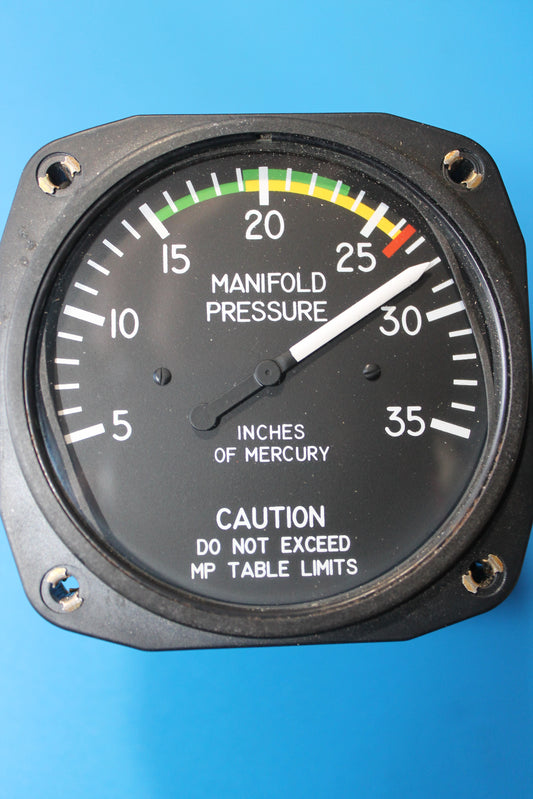 20
15
25
MANIFOLD
PRESSURE
10
30
5
35
INCHES
OF MERCURY
CAUTION
DO NOT EXCEED
MP TABLE LIMITS